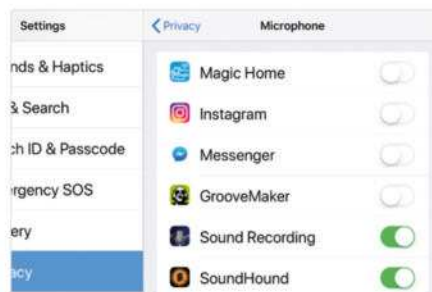 Settings
nds & Haptics
& Search
ch ID & Passcode
rgency SOS
ery
acy
Privacy
Microphone
Magic Home
Instagram
Messenger
GrooveMaker
Sound Recording
SoundHound